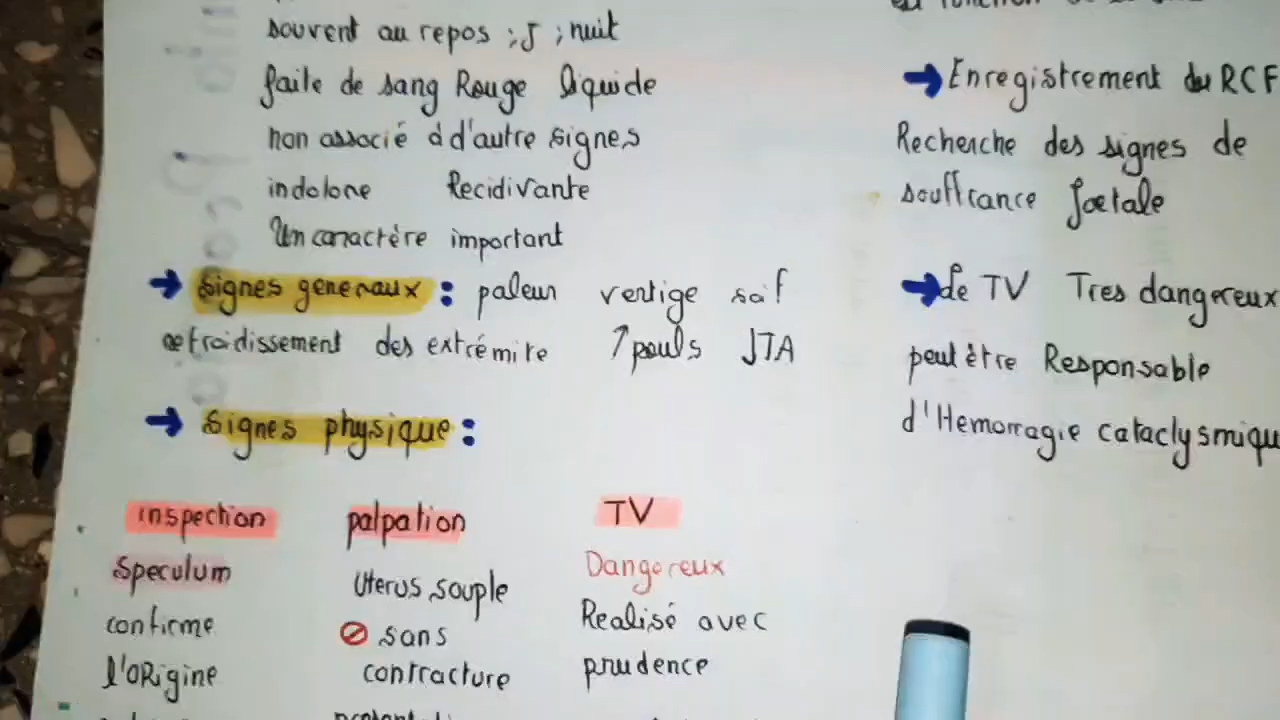 souvent au repos ; J ; nuit
faite de sang Rouge liquide
non associé à d'autre signes
indolore Recidivante
Un caractère important
→ signes generaux : paleur vertige soif
refroidissement des extrémite ↑ pouls ↓TA
→ signes physique :
inspection
speculum
confirme
l'ORigine
palpation
Uterus souple
🚫 sans
contracture
TV
Dangereux
Realisé avec
prudence
→ Enregistrement du RCF
Recherche des signes de
souffrance foetale
→ le TV Tres dangereux
peut être Responsable
d'Hemorragie cataclysmiqu